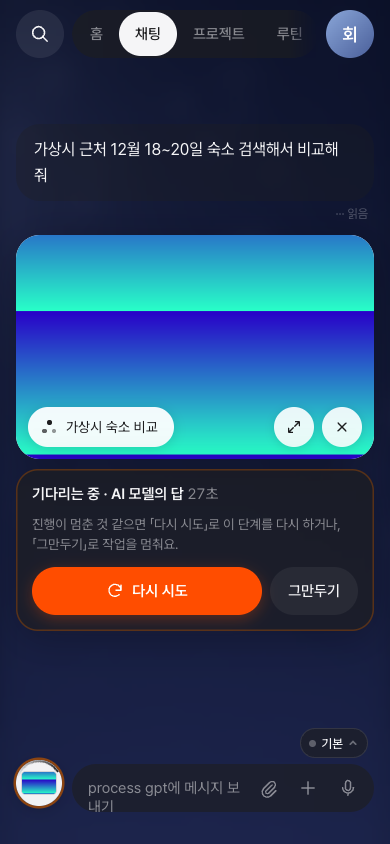 홈 채팅 프로젝트 루틴 회
가상시 근처 12월 18~20일 숙소 검색해서 비교해
줘
··· 읽음
가상시 숙소 비교
기다리는 중 · AI 모델의 답 27초
진행이 멈춘 것 같으면 「다시 시도」로 이 단계를 다시 하거나,
「그만두기」로 작업을 멈춰요.
다시 시도 그만두기
기본
process gpt에 메시지 보
내기